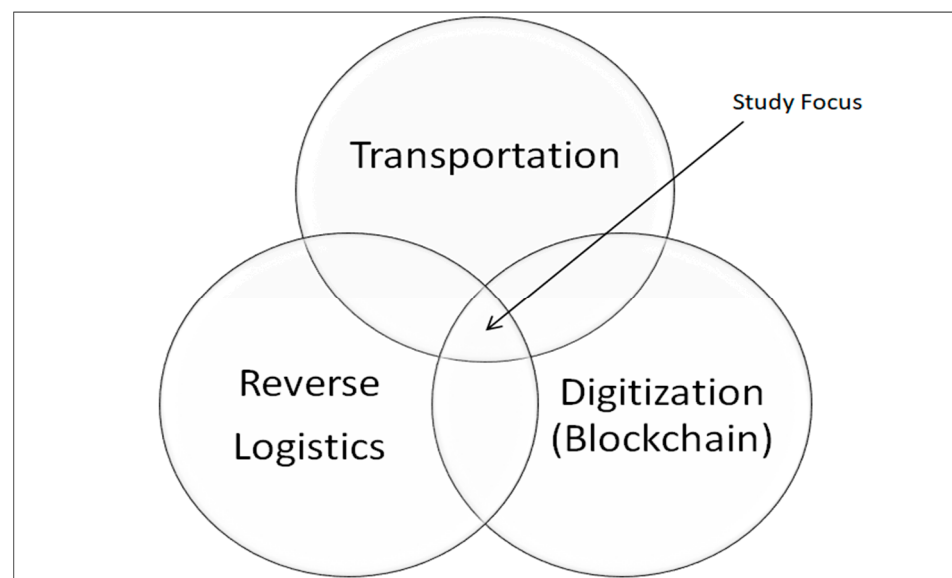 Study Focus
Transportation
Reverse
Logistics
Digitization
(Blockchain)